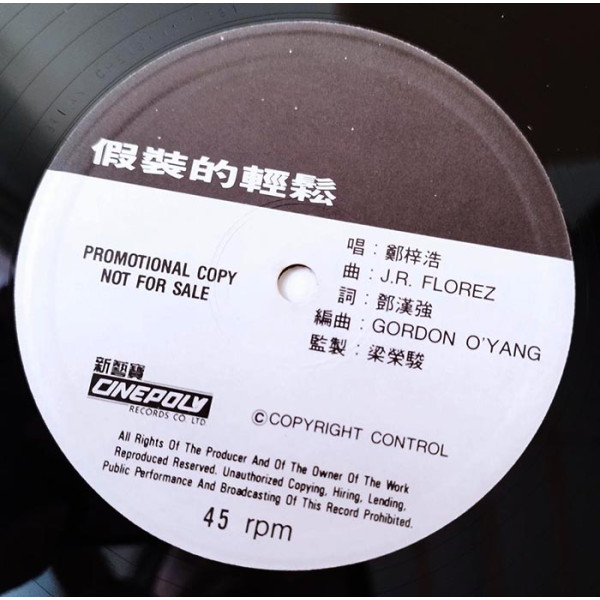 假裝的輕鬆
PROMOTIONAL COPY
NOT FOR SALE
唱：鄭梓浩
曲：J.R. FLOREZ
詞：鄧漢強
編曲：GORDON O'YANG
監製：梁榮駿
新藝寶
CINEPOLY
RECORDS CO. LTD
©COPYRIGHT CONTROL
All Rights Of The Producer And Of The Owner Of The Work
Reproduced Reserved. Unauthorized Copying, Hiring, Lending,
Public Performance And Broadcasting Of This Record Prohibited.
45 rpm